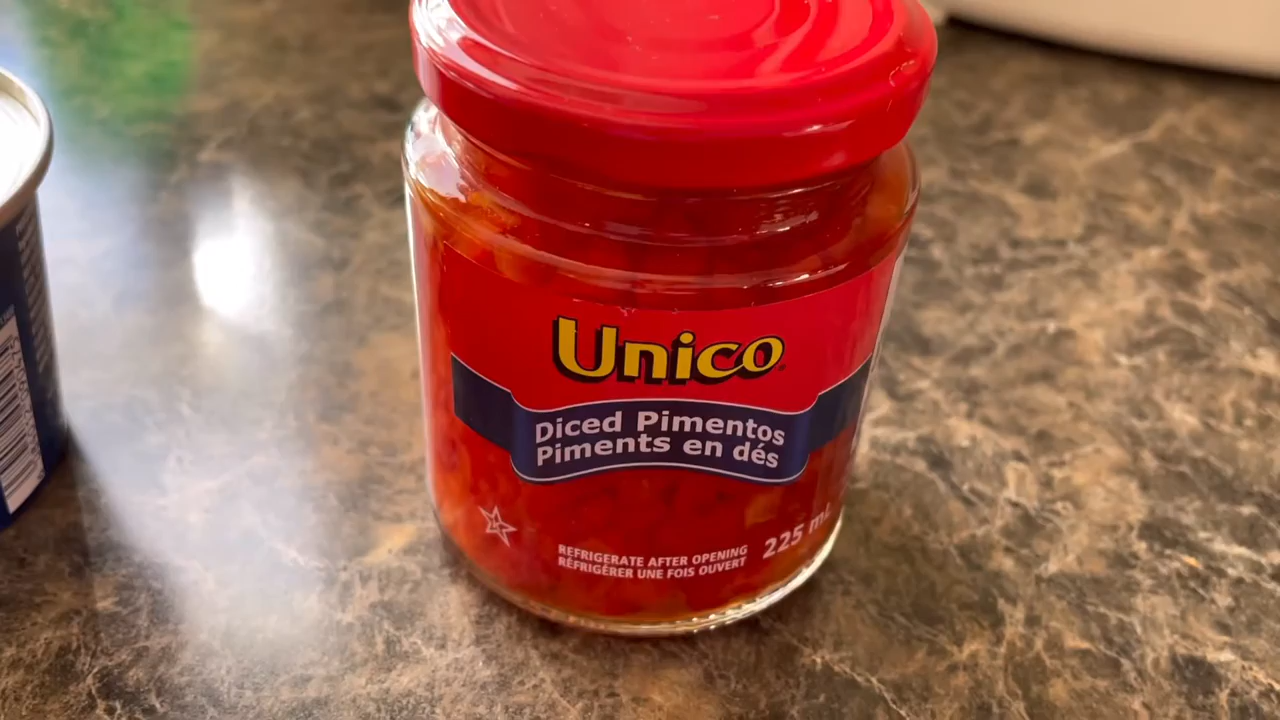 Unico
Diced Pimentos
Piments en dés
REFRIGERATE AFTER OPENING
RÉFRIGÉRER UNE FOIS OUVERT
225 mL